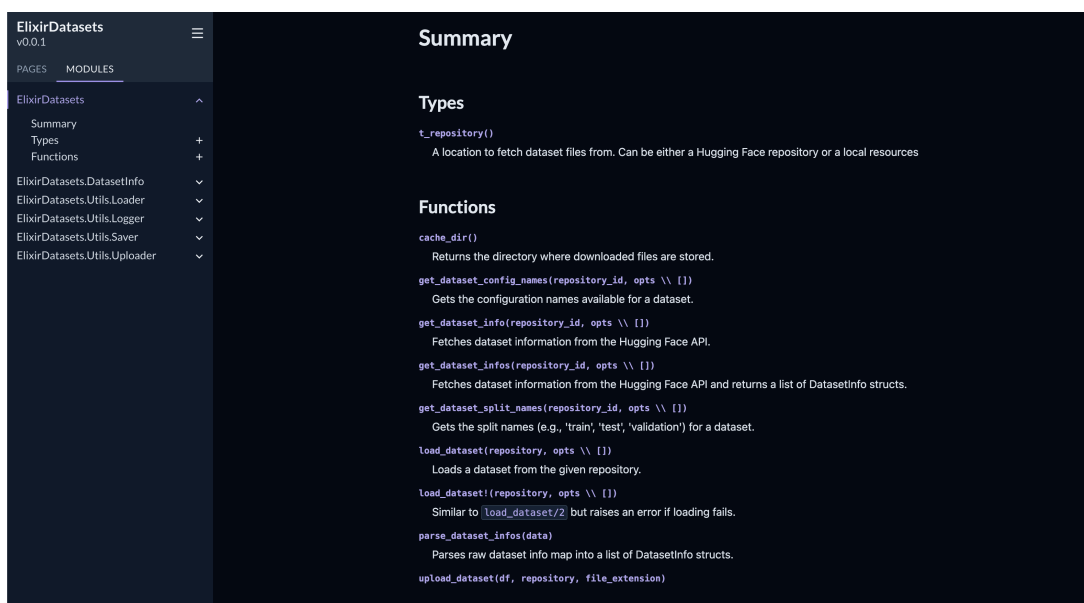 ElixirDatasets
v0.0.1
PAGES MODULES
ElixirDatasets
Summary
Types
Functions
ElixirDatasets.DatasetInfo
ElixirDatasets.Utils.Loader
ElixirDatasets.Utils.Logger
ElixirDatasets.Utils.Saver
ElixirDatasets.Utils.Uploader
Summary
Types
t_repository()
A location to fetch dataset files from. Can be either a Hugging Face repository or a local resources
Functions
cache_dir()
Returns the directory where downloaded files are stored.
get_dataset_config_names(repository_id, opts \\ [])
Gets the configuration names available for a dataset.
get_dataset_info(repository_id, opts \\ [])
Fetches dataset information from the Hugging Face API.
get_dataset_infos(repository_id, opts \\ [])
Fetches dataset information from the Hugging Face API and returns a list of DatasetInfo structs.
get_dataset_split_names(repository_id, opts \\ [])
Gets the split names (e.g., 'train', 'test', 'validation') for a dataset.
load_dataset(repository, opts \\ [])
Loads a dataset from the given repository.
load_dataset!(repository, opts \\ [])
Similar to load_dataset/2 but raises an error if loading fails.
parse_dataset_infos(data)
Parses raw dataset info map into a list of DatasetInfo structs.
upload_dataset(df, repository, file_extension)